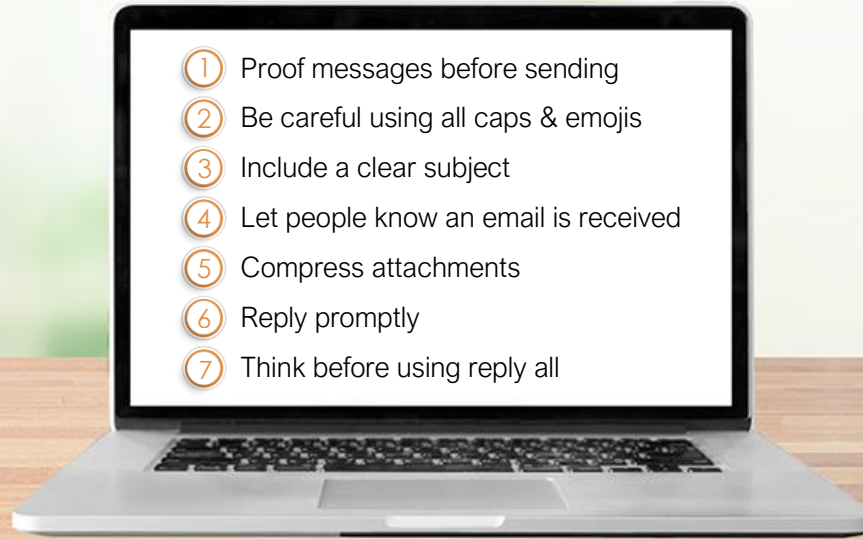 1 Proof messages before sending
2 Be careful using all caps & emojis
3 Include a clear subject
4 Let people know an email is received
5 Compress attachments
6 Reply promptly
7 Think before using reply all